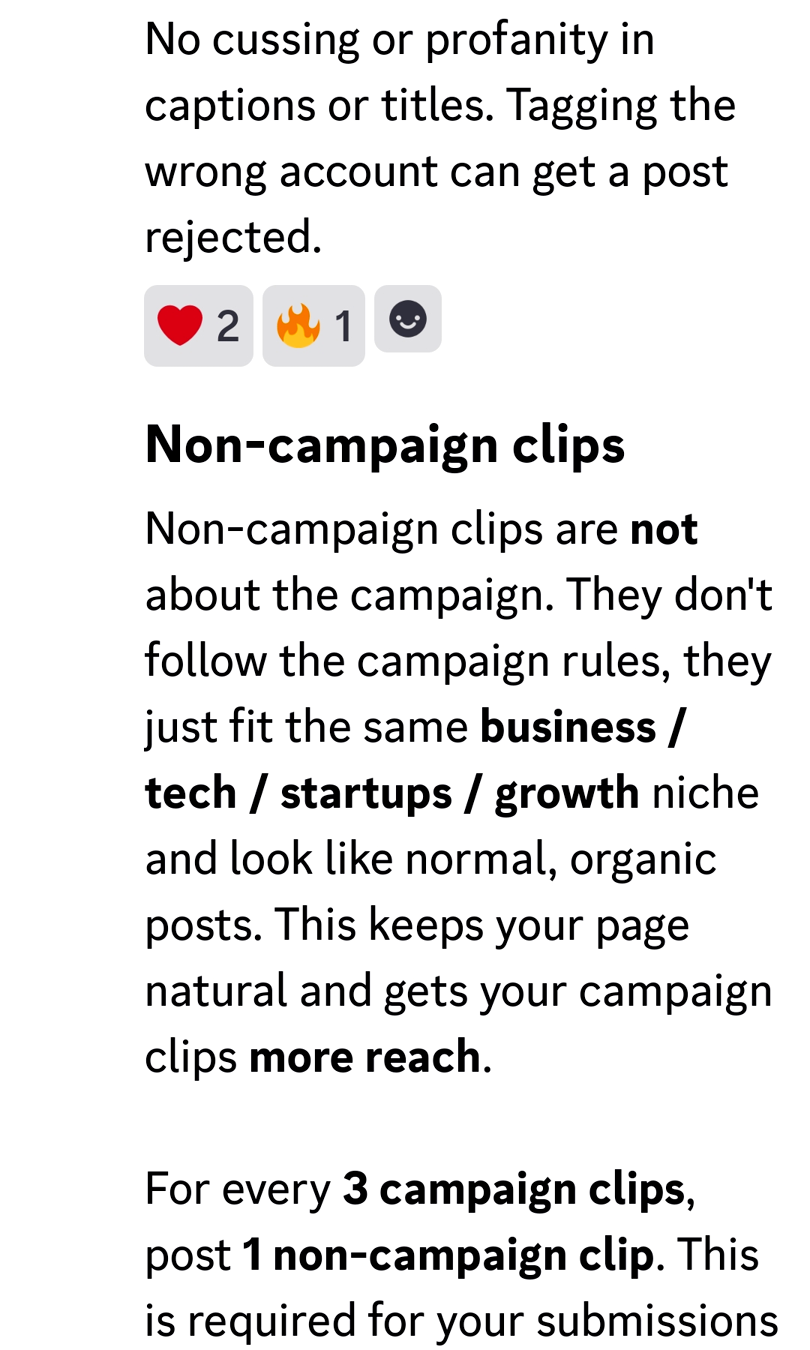 No cussing or profanity in
captions or titles. Tagging the
wrong account can get a post
rejected.
❤️ 2 🔥 1
Non-campaign clips
Non-campaign clips are not
about the campaign. They don't
follow the campaign rules, they
just fit the same business /
tech / startups / growth niche
and look like normal, organic
posts. This keeps your page
natural and gets your campaign
clips more reach.
For every 3 campaign clips,
post 1 non-campaign clip. This
is required for your submissions